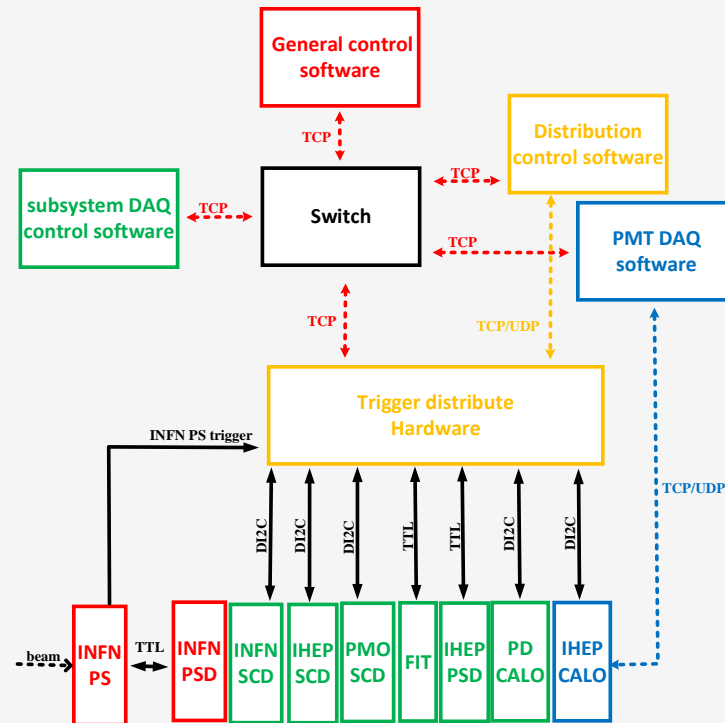 General control
software
TCP
Distribution
control software
TCP
subsystem DAQ
control software
TCP
Switch
PMT DAQ
software
TCP
TCP
TCP/UDP
Trigger distribute
Hardware
INFN PS trigger
TCP/UDP
DI2C
DI2C
DI2C
TTL
TTL
DI2C
DI2C
beam
INFN
PS
TTL
INFN
PSD
INFN
SCD
IHEP
SCD
PMO
SCD
FIT
IHEP
PSD
PD
CALO
IHEP
CALO